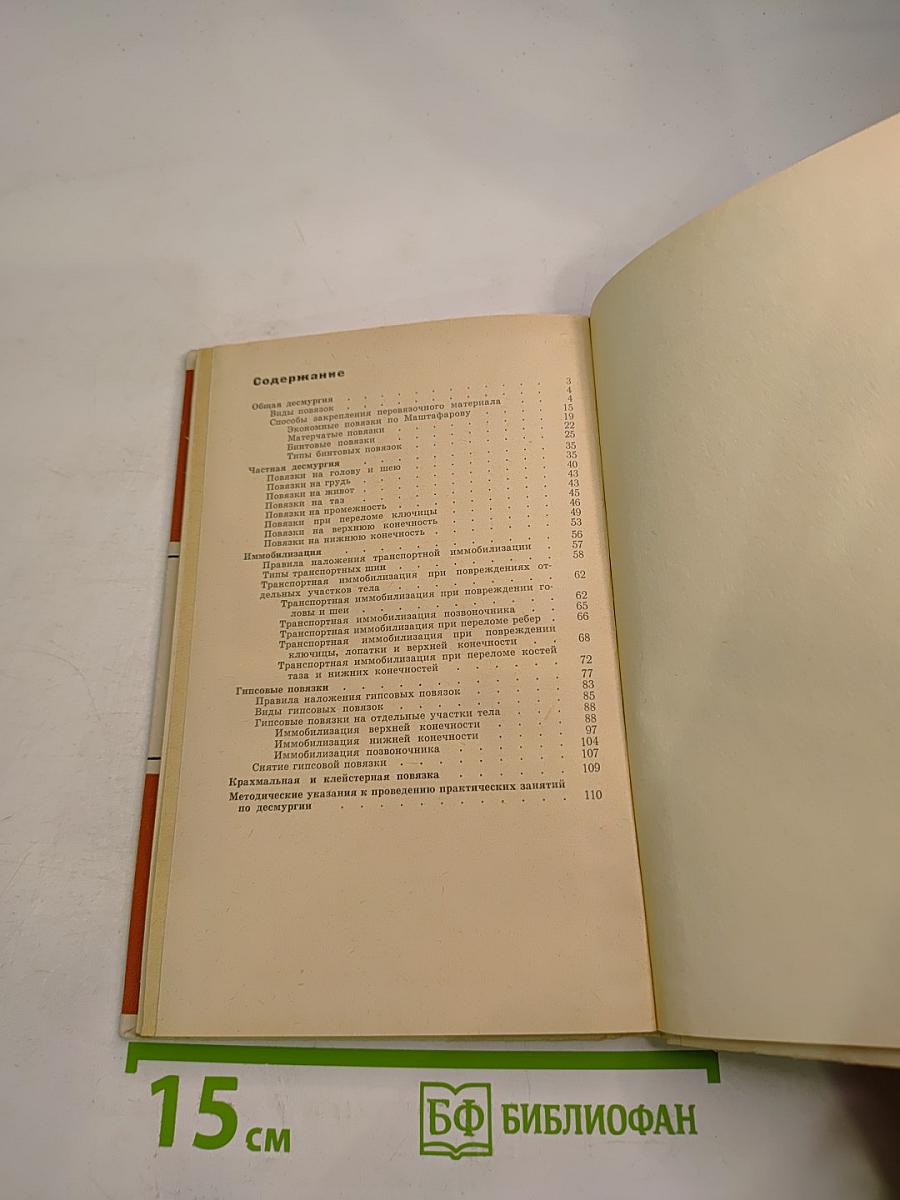 Содержание
Общая десмургия . . . . . . . . . . . 3
Виды повязок . . . . . . . . . . . 4
Способы закрепления перевязочного материала 4
Экономные повязки по Маштафарову . . . 15
Матерчатые повязки . . . . . . . . 19
Бинтовые повязки . . . . . . . . 22
Типы бинтовых повязок . . . . . . . 25
Частная десмургия . . . . . . . . . . 35
Повязки на голову и шею . . . . . . . 35
Повязки на грудь . . . . . . . . . 40
Повязки на живот . . . . . . . . . 43
Повязки на таз . . . . . . . . . . 43
Повязки на промежность . . . . . . . 45
Повязки при переломе ключицы . . . . . 46
Повязки на верхнюю конечность . . . . . 49
Повязки на нижнюю конечность . . . . . 53
Иммобилизация . . . . . . . . . . . 56
Правила наложения транспортной иммобилизации . 57
Типы транспортных шин . . . . . . . . 58
Транспортная иммобилизация при повреждениях от-
дельных участков тела . . . . . . . . 62
Транспортная иммобилизация при повреждении го-
ловы и шеи . . . . . . . . . . 62
Транспортная иммобилизация позвоночника . . 65
Транспортная иммобилизация при переломе ребер . 66
Транспортная иммобилизация при повреждении
ключицы, лопатки и верхней конечности . . 68
Транспортная иммобилизация при переломе костей
таза и нижних конечностей . . . . . . 72
Гипсовые повязки . . . . . . . . . . 77
Правила наложения гипсовых повязок . . . . 83
Виды гипсовых повязок . . . . . . . . 85
Гипсовые повязки на отдельные участки тела . . . 88
Иммобилизация верхней конечности . . . . 88
Иммобилизация нижней конечности . . . . 97
Иммобилизация позвоночника . . . . . . 104
Снятие гипсовой повязки . . . . . . . . 107
Крахмальная и клейстерная повязка . . . . . . 109
Методические указания к проведению практических занятий
по десмургии . . . . . . . . . . . 110
15 см
БФ БИБЛИОФАН